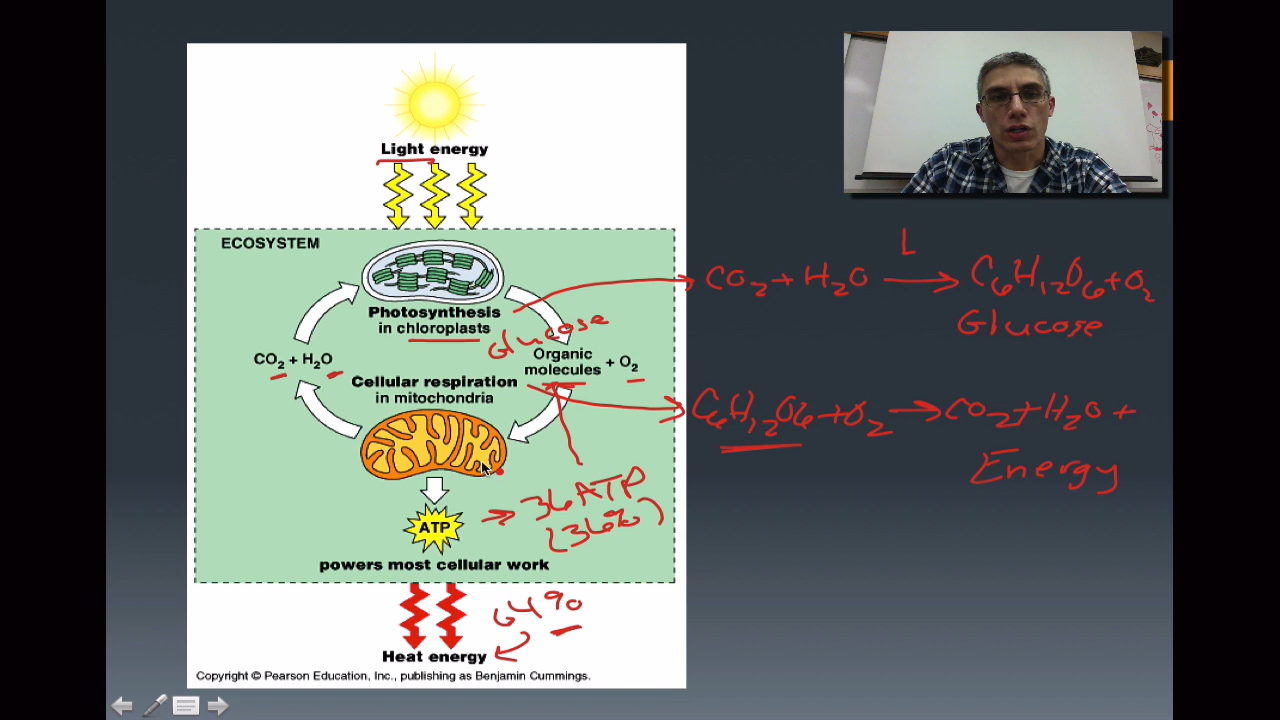 Light energy
ECOSYSTEM
Photosynthesis
in chloroplasts
Glucose
CO2 + H2O
Organic
molecules + O2
Cellular respiration
in mitochondria
ATP
36 ATP
(36%)
powers most cellular work
64%
Heat energy
Copyright © Pearson Education, Inc., publishing as Benjamin Cummings.
L
CO2 + H2O → C6H12O6 + O2
Glucose
C6H12O6 + O2 → CO2 + H2O +
Energy